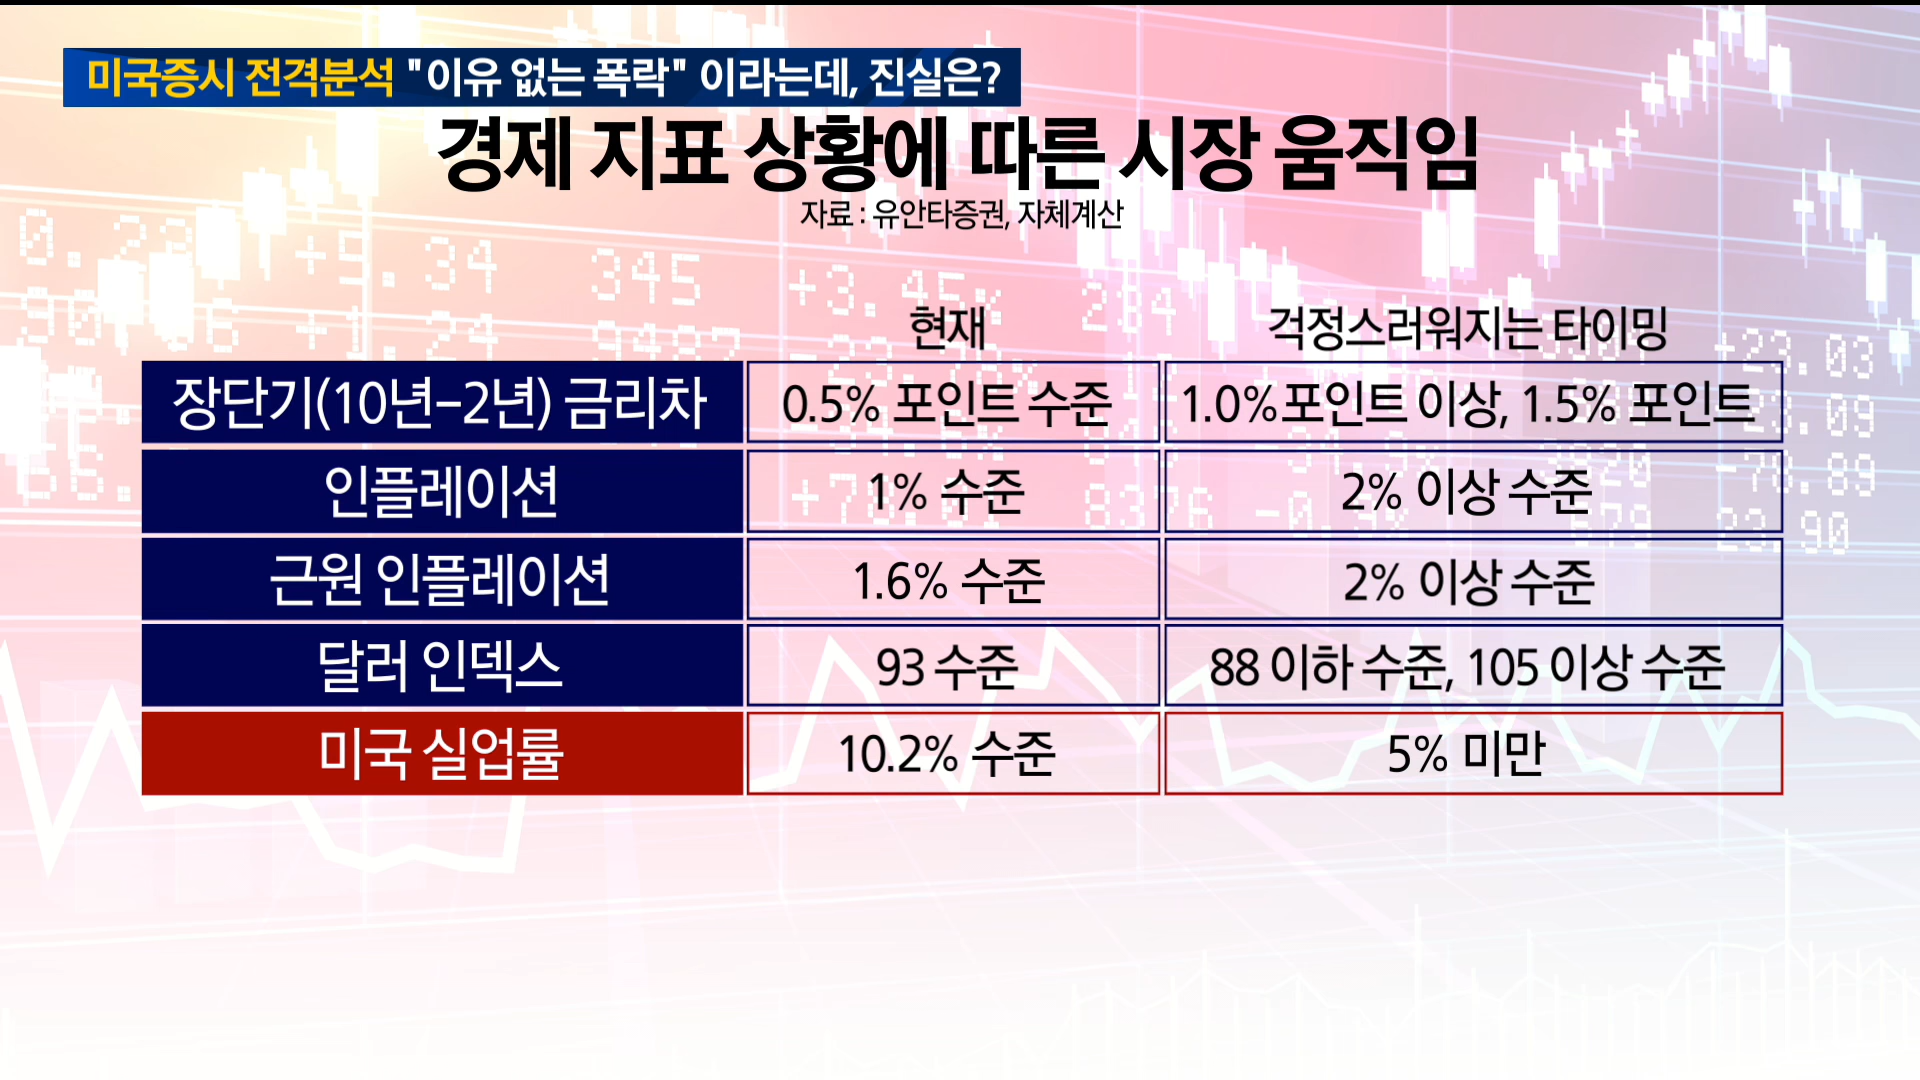 미국증시 전격분석 "이유 없는 폭락" 이라는데, 진실은?
경제 지표 상황에 따른 시장 움직임
자료 : 유안타증권, 자체계산
현재 걱정스러워지는 타이밍
장단기(10년-2년) 금리차 0.5% 포인트 수준 1.0%포인트 이상, 1.5% 포인트
인플레이션 1% 수준 2% 이상 수준
근원 인플레이션 1.6% 수준 2% 이상 수준
달러 인덱스 93 수준 88 이하 수준, 105 이상 수준
미국 실업률 10.2% 수준 5% 미만